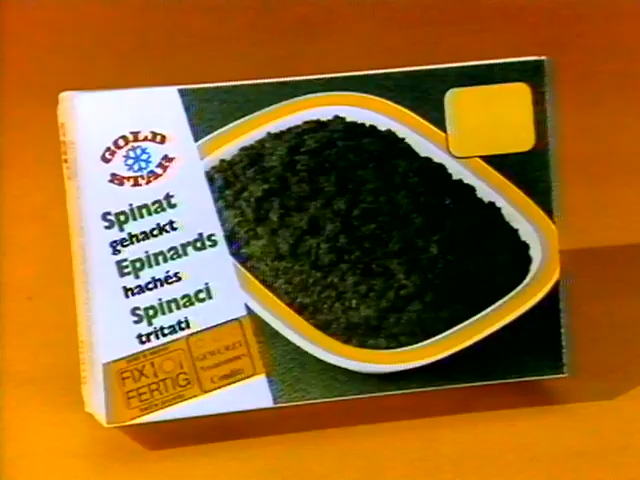 GOLD
STAR
Spinat
gehackt
Epinards
hachés
Spinaci
tritati
FIX
FERTIG
GEWÜRZT